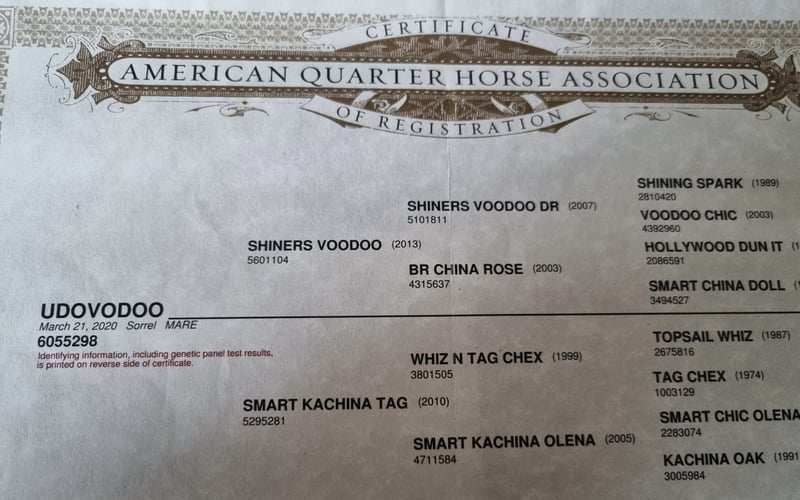 CERTIFICATE
AMERICAN QUARTER HORSE ASSOCIATION
OF REGISTRATION
SHINING SPARK (1989)
2810420
SHINERS VOODOO DR (2007)
5101811
VOODOO CHIC (2003)
4392960
SHINERS VOODOO (2013)
5601104
HOLLYWOOD DUN IT (1
2086591
BR CHINA ROSE (2003)
4315637
SMART CHINA DOLL (
3494527
UDOVODOO
March 21, 2020 Sorrel MARE
6055298
Identifying information, including genetic panel test results,
is printed on reverse side of certificate.
TOPSAIL WHIZ (1987)
2675816
WHIZ N TAG CHEX (1999)
3801505
TAG CHEX (1974)
1003129
SMART KACHINA TAG (2010)
5295281
SMART CHIC OLENA
2283074
SMART KACHINA OLENA (2005)
4711584
KACHINA OAK (1991
3005984